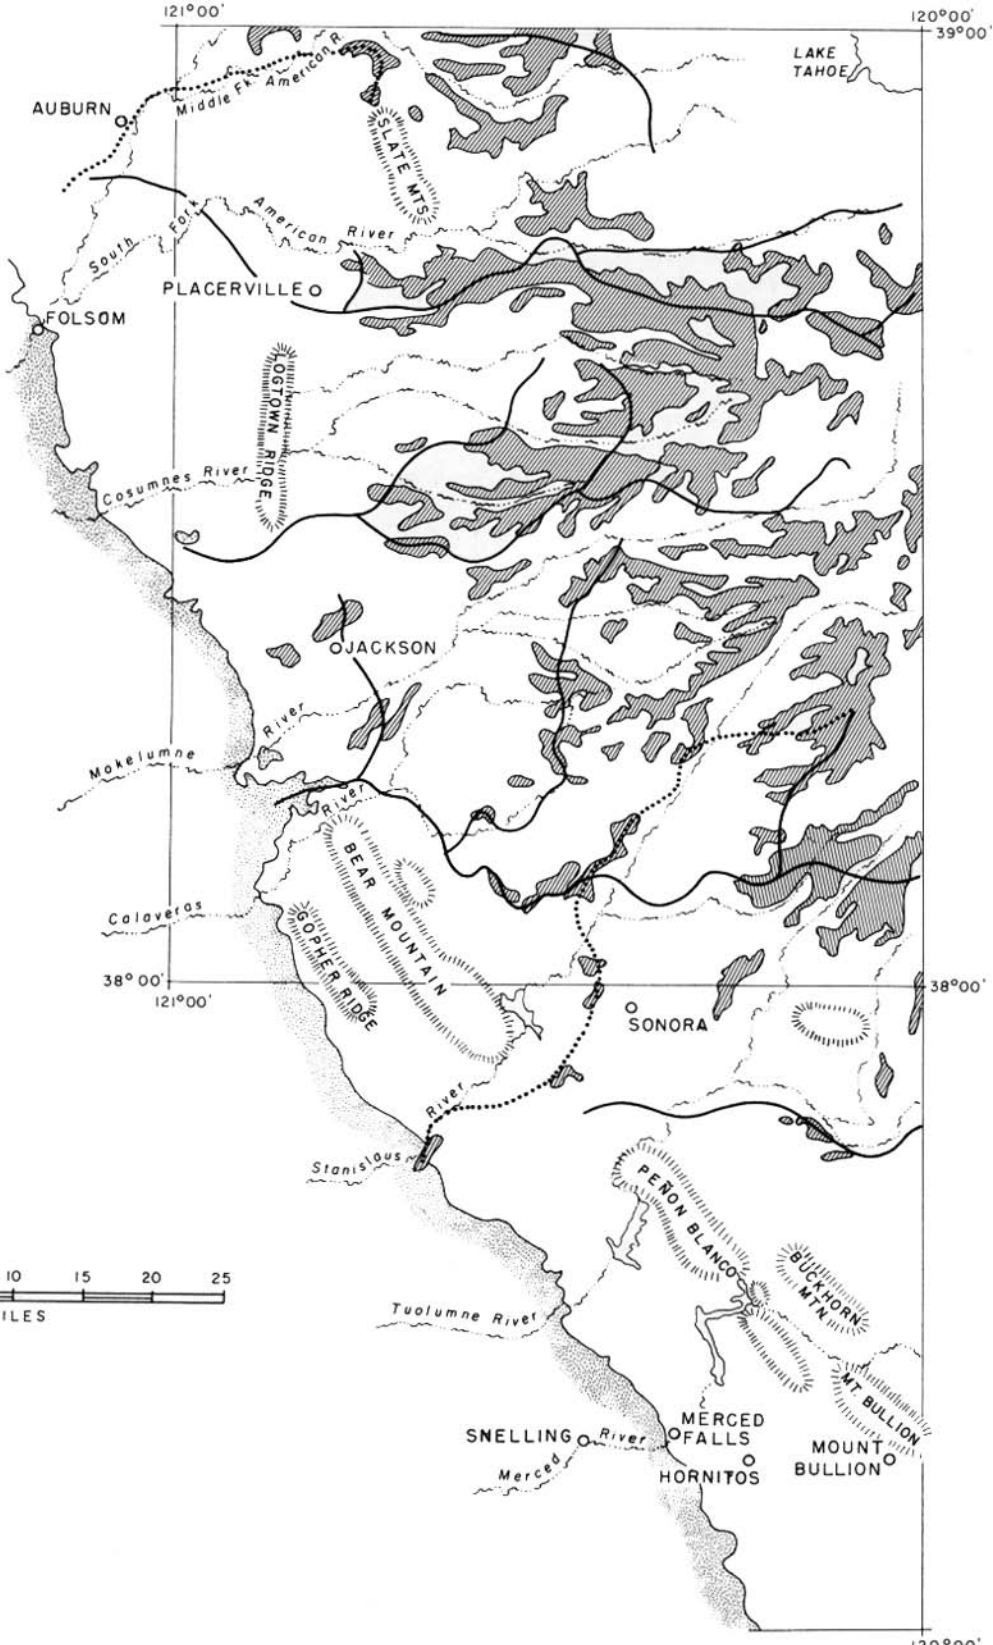 121°00'
120°00'
39°00'
LAKE
TAHOE
Middle Fk. American R.
AUBURN
SLATE MTS.
South Fork American River
PLACERVILLE
FOLSOM
LOGTOWN RIDGE
Cosumnes River
JACKSON
River
Mokelumne
River
BEAR MOUNTAIN
Calaveras
GOPHER RIDGE
38°00'
121°00'
38°00'
SONORA
River
Stanislaus
PEÑON BLANCO
BUCKHORN
MTN.
10 15 20 25
ILES
Tuolumne River
MT. BULLION
MERCED
FALLS
SNELLING
River
Merced
HORNITOS
MOUNT
BULLION